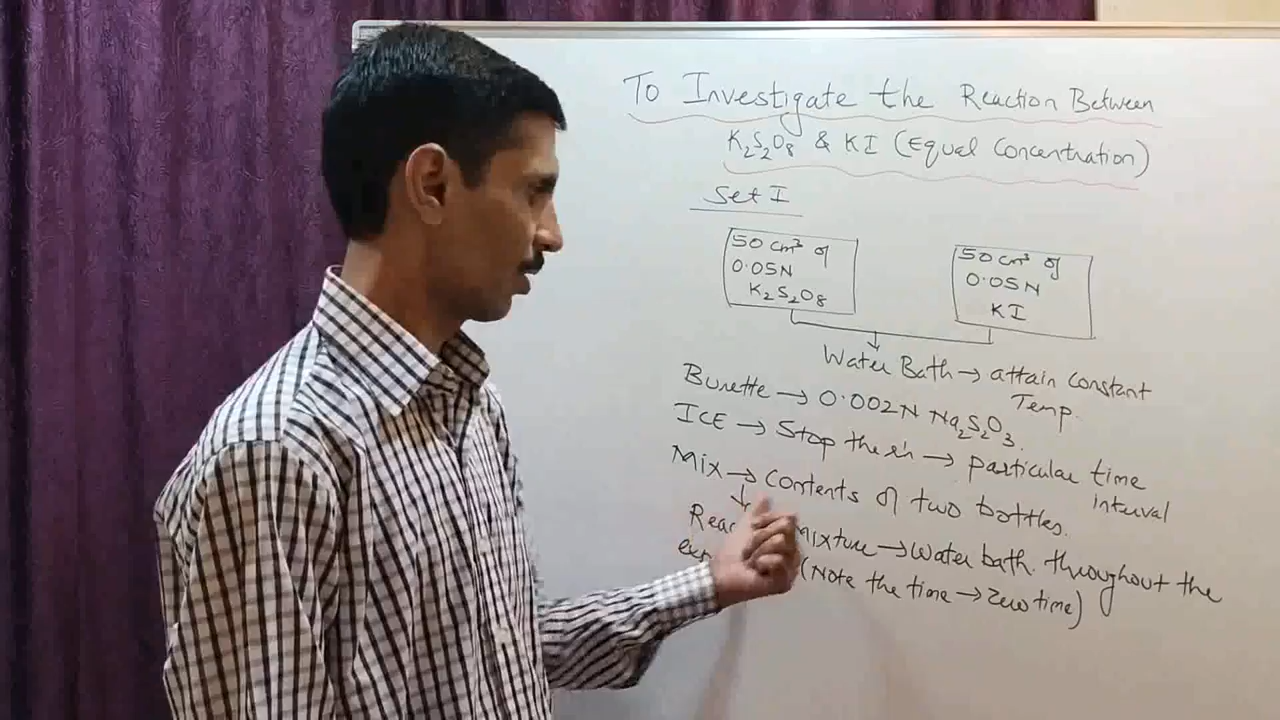 To Investigate the Reaction Between
K₂S₂O₈ & KI (Equal Concentration)
Set I
50 cm³ of
0.05N
K₂S₂O₈
50 cm³ of
0.05N
KI
Water Bath → attain constant
Temp.
Burette → 0.002N Na₂S₂O₃.
ICE → Stop the rxn → particular time
interval
Mix → Contents of two bottles.
↓
mixture → water bath throughout the
(Note the time → Zero time)